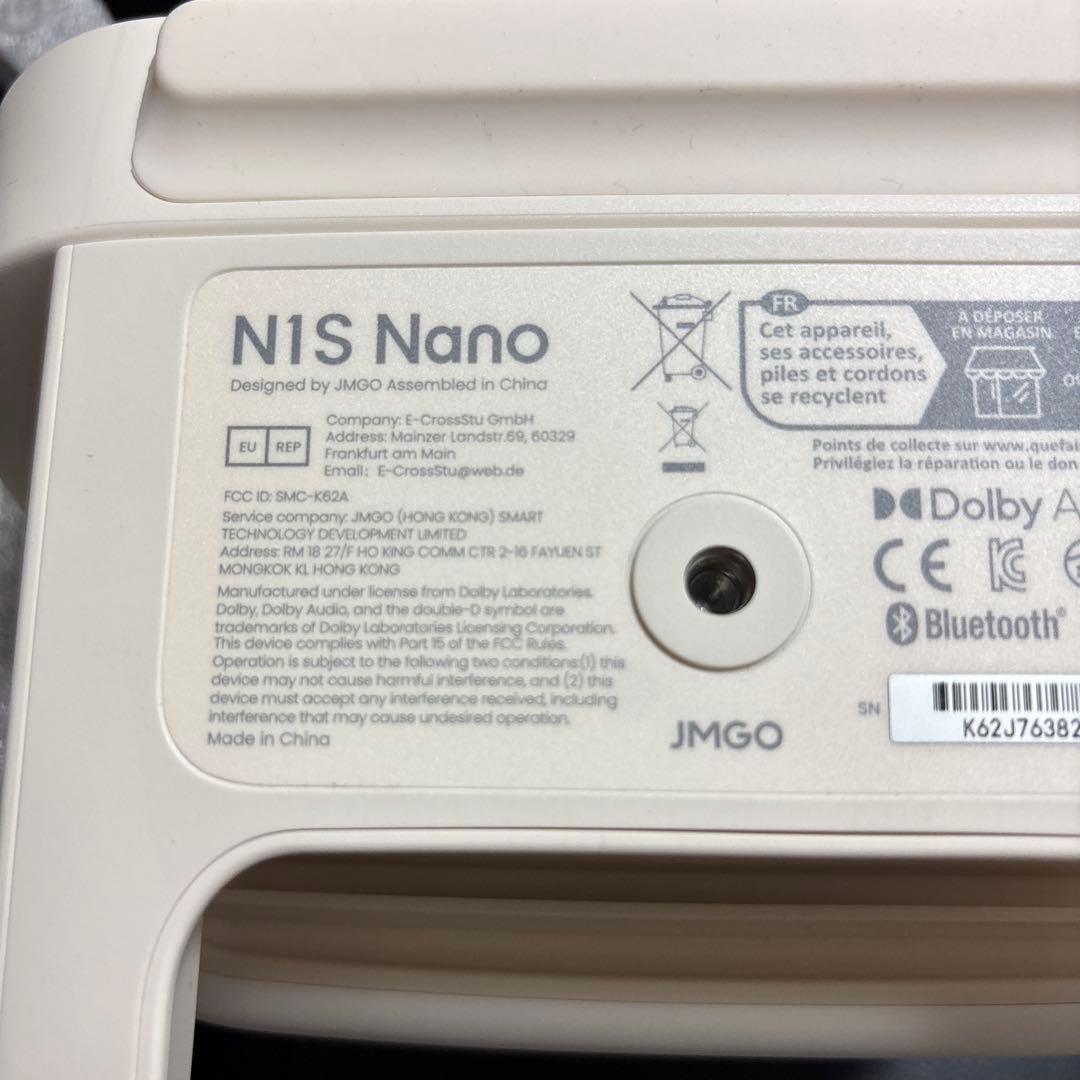 N1S Nano
Designed by JMGO Assembled in China
EU REP
Company: E-CrossStu GmbH
Address: Mainzer Landstr.69, 60329
Frankfurt am Main
Email: E-CrossStu@web.de
FCC ID: SMC-K62A
Service company: JMGO (HONG KONG) SMART
TECHNOLOGY DEVELOPMENT LIMITED
Address: RM 18 27/F HO KING COMM CTR 2-16 FAYUEN ST
MONGKOK KL HONG KONG
Manufactured under license from Dolby Laboratories.
Dolby, Dolby Audio, and the double-D symbol are
trademarks of Dolby Laboratories Licensing Corporation.
This device complies with Part 15 of the FCC Rules.
Operation is subject to the following two conditions:(1) this
device may not cause harmful interference, and (2) this
device must accept any interference received, including
interference that may cause undesired operation.
Made in China
FR
Cet appareil,
ses accessoires,
piles et cordons
se recyclent
À DÉPOSER
EN MAGASIN
Points de collecte sur www.quefai
Privilégiez la réparation ou le don
Dolby A
CE
Bluetooth®
SN
K62J76382
JMGO